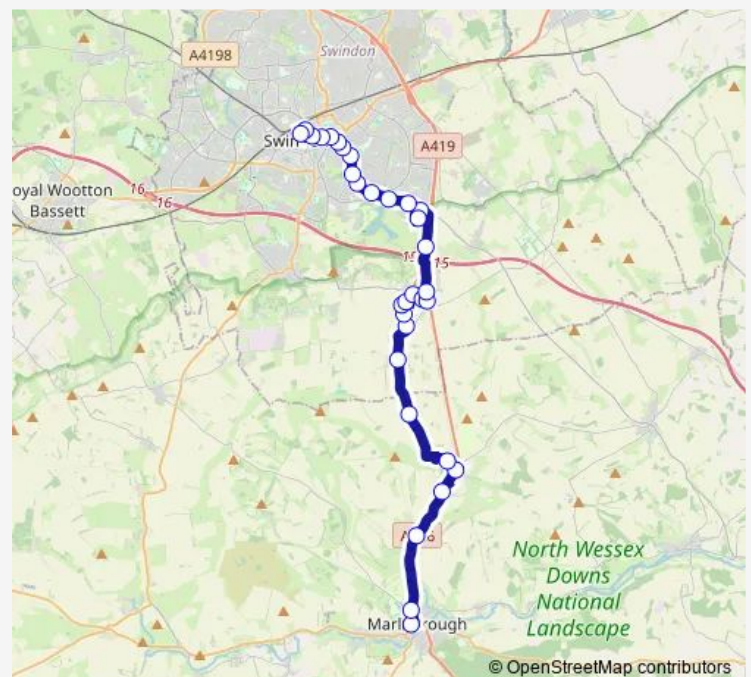 Swindon
A4198
Swin
A419
oyal Wootton
Bassett
16
16
15
15
North Wessex
Downs
National
Landscape
Marlborough
© OpenStreetMap contributors